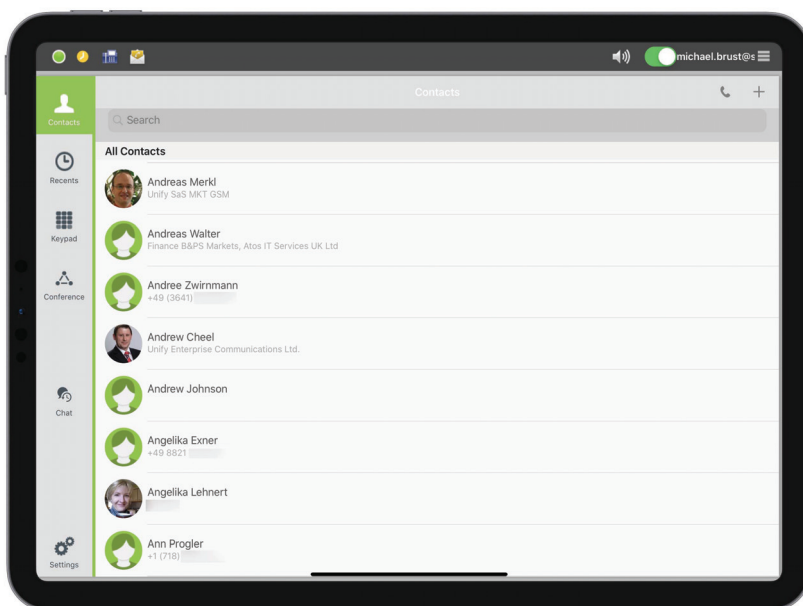 michael.brust@s
Contacts
Contacts
Search
All Contacts
Andreas Merkl
Unify SaS MKT GSM
Recents
Andreas Walter
Finance B&PS Markets, Atos IT Services UK Ltd
Keypad
Andree Zwirnmann
+49 (3641)
Conference
Andrew Cheel
Unify Enterprise Communications Ltd.
Andrew Johnson
Chat
Angelika Exner
+49 8821
Angelika Lehnert
Ann Progler
+1 (718)
Settings